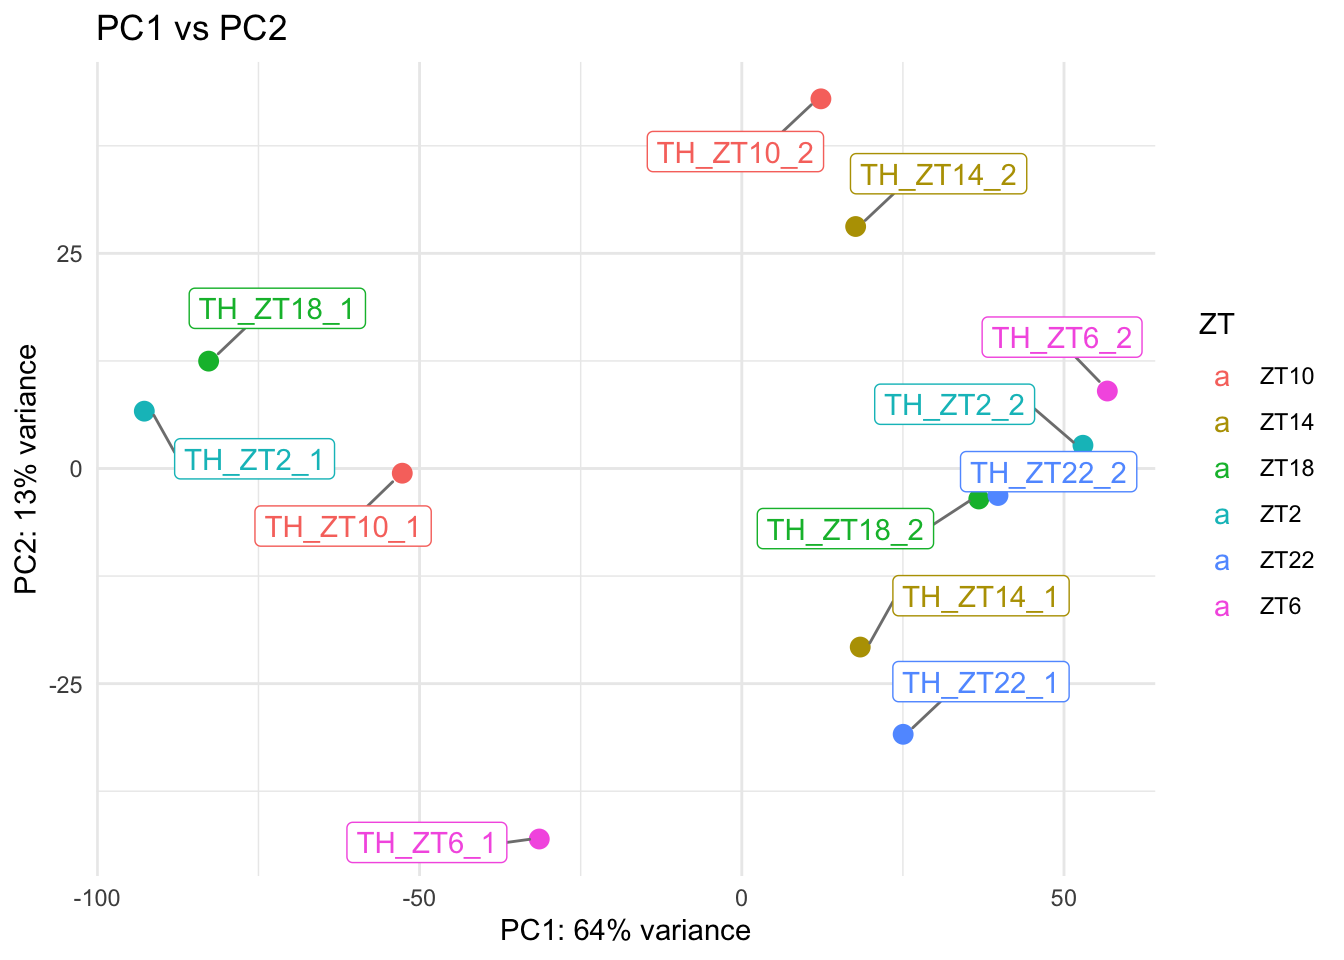 PC1 vs PC2
TH_ZT10_2
TH_ZT14_2
25
TH_ZT18_1
TH_ZT6_2
TH_ZT2_2
TH_ZT2_1
0
TH_ZT22_2
TH_ZT10_1
TH_ZT18_2
TH_ZT14_1
-25
TH_ZT22_1
TH_ZT6_1
-100
-50
0
50
PC1: 64% variance
PC2: 13% variance
ZT
a ZT10
a ZT14
a ZT18
a ZT2
a ZT22
a ZT6